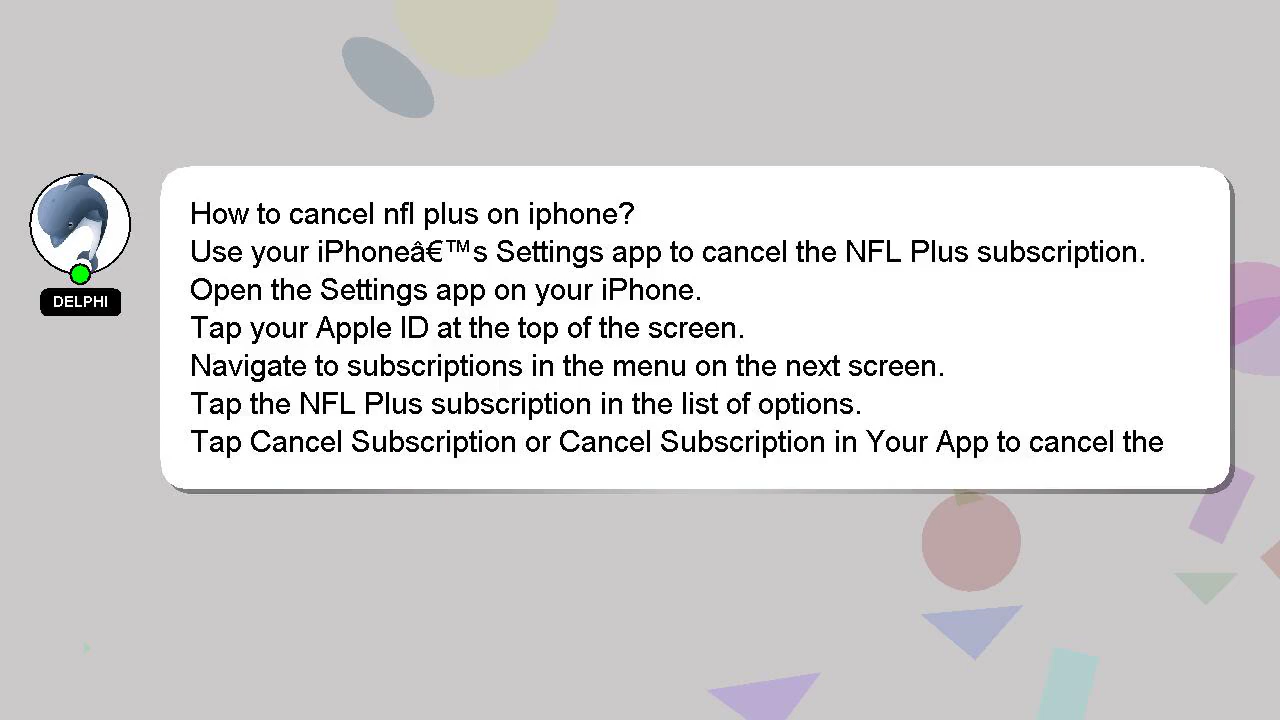 How to cancel nfl plus on iphone?
Use your iPhoneâ€™s Settings app to cancel the NFL Plus subscription.
Open the Settings app on your iPhone.
Tap your Apple ID at the top of the screen.
Navigate to subscriptions in the menu on the next screen.
Tap the NFL Plus subscription in the list of options.
Tap Cancel Subscription or Cancel Subscription in Your App to cancel the
DELPHI